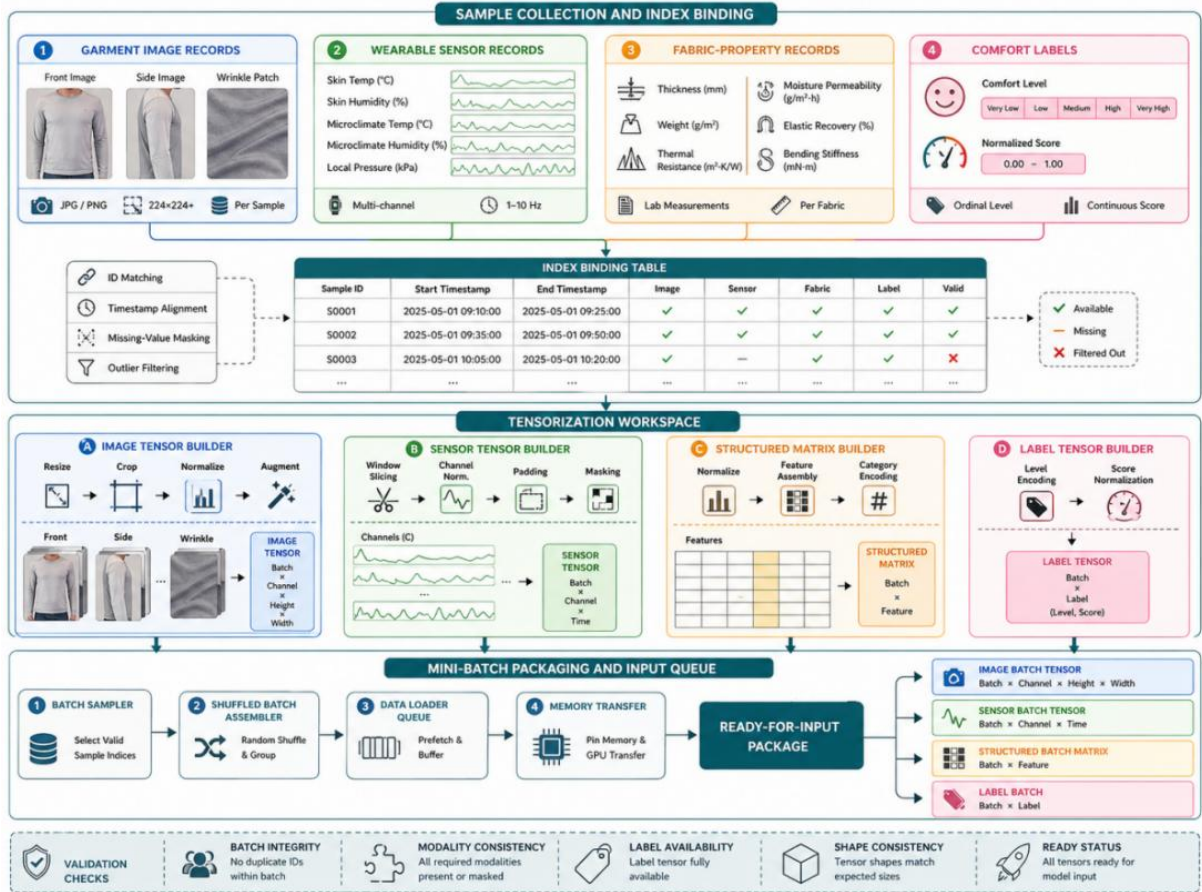 SAMPLE COLLECTION AND INDEX BINDING
1 GARMENT IMAGE RECORDS
Front Image Side Image Wrinkle Patch
JPG / PNG 224×224+ Per Sample
2 WEARABLE SENSOR RECORDS
Skin Temp (°C)
Skin Humidity (%)
Microclimate Temp (°C)
Microclimate Humidity (%)
Local Pressure (kPa)
Multi-channel 1–10 Hz
3 FABRIC-PROPERTY RECORDS
Thickness (mm)
Weight (g/m²)
Thermal
Resistance (m²·K/W)
Moisture Permeability
(g/m²·h)
Elastic Recovery (%)
Bending Stiffness
(mN·m)
Lab Measurements Per Fabric
4 COMFORT LABELS
Comfort Level
Very Low Low Medium High Very High
Normalized Score
0.00 – 1.00
Ordinal Level Continuous Score
ID Matching
Timestamp Alignment
Missing-Value Masking
Outlier Filtering
INDEX BINDING TABLE
Sample ID Start Timestamp End Timestamp Image Sensor Fabric Label Valid
S0001 2025-05-01 09:10:00 2025-05-01 09:25:00 ✓ ✓ ✓ ✓ ✓
S0002 2025-05-01 09:35:00 2025-05-01 09:50:00 ✓ ✓ ✓ ✓ ✓
S0003 2025-05-01 10:05:00 2025-05-01 10:20:00 ✓ — ✓ ✓ ✗
... ... ... ... ... ... ... ...
✓ Available
— Missing
✗ Filtered Out
TENSORIZATION WORKSPACE
A IMAGE TENSOR BUILDER
Resize Crop Normalize Augment
Front Side Wrinkle
...
IMAGE
TENSOR
Batch
×
Channel
×
Height
×
Width
B SENSOR TENSOR BUILDER
Window
Slicing
Channel
Norm.
Padding
Masking
Channels (C)
...
...
SENSOR
TENSOR
Batch
×
Channel
×
Time
C STRUCTURED MATRIX BUILDER
Normalize
Feature
Assembly
Category
Encoding
#
Features
STRUCTURED
MATRIX
Batch
×
Feature
D LABEL TENSOR BUILDER
Level
Encoding
Score
Normalization
LABEL TENSOR
Batch
×
Label
(Level, Score)
MINI-BATCH PACKAGING AND INPUT QUEUE
1 BATCH SAMPLER
Select Valid
Sample Indices
2 SHUFFLED BATCH
ASSEMBLER
Random Shuffle
& Group
3 DATA LOADER
QUEUE
Prefetch &
Buffer
4 MEMORY TRANSFER
Pin Memory &
GPU Transfer
READY-FOR-INPUT
PACKAGE
IMAGE BATCH TENSOR
Batch × Channel × Height × Width
SENSOR BATCH TENSOR
Batch × Channel × Time
STRUCTURED BATCH MATRIX
Batch × Feature
LABEL BATCH
Batch × Label
VALIDATION
CHECKS
BATCH INTEGRITY
No duplicate IDs
within batch
MODALITY CONSISTENCY
All required modalities
present or masked
LABEL AVAILABILITY
Label tensor fully
available
SHAPE CONSISTENCY
Tensor shapes match
expected sizes
READY STATUS
All tensors ready for
model input